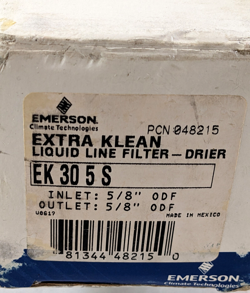 EMERSON
Climate Technologies
PCN 048215
EXTRA KLEAN
LIQUID LINE FILTER – DRIER
EK 30 5 S
INLET: 5/8" ODF
OUTLET: 5/8" ODF
MADE IN MEXICO
81344 48215 0
EMERSON
Climate Technologies